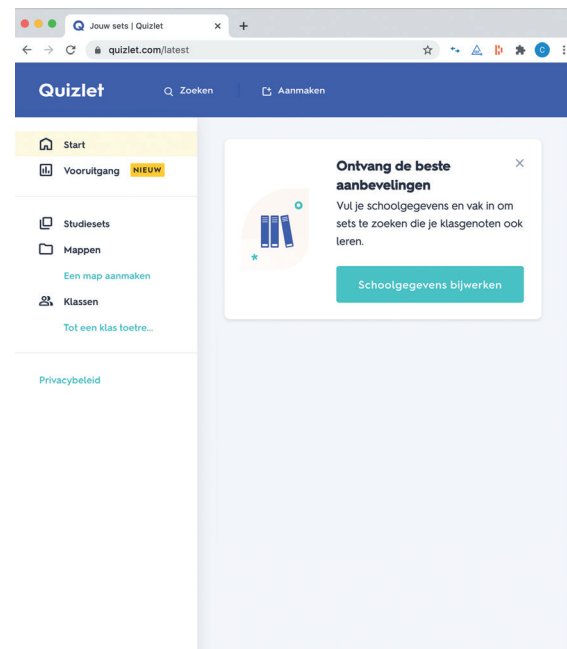 Jouw sets | Quizlet
quizlet.com/latest
C
Quizlet
Zoeken
Aanmaken
Start
Vooruitgang NIEUW
Studiesets
Mappen
Een map aanmaken
Klassen
Tot een klas toetre...
Privacybeleid
Ontvang de beste
aanbevelingen
Vul je schoolgegevens en vak in om
sets te zoeken die je klasgenoten ook
leren.
Schoolgegevens bijwerken